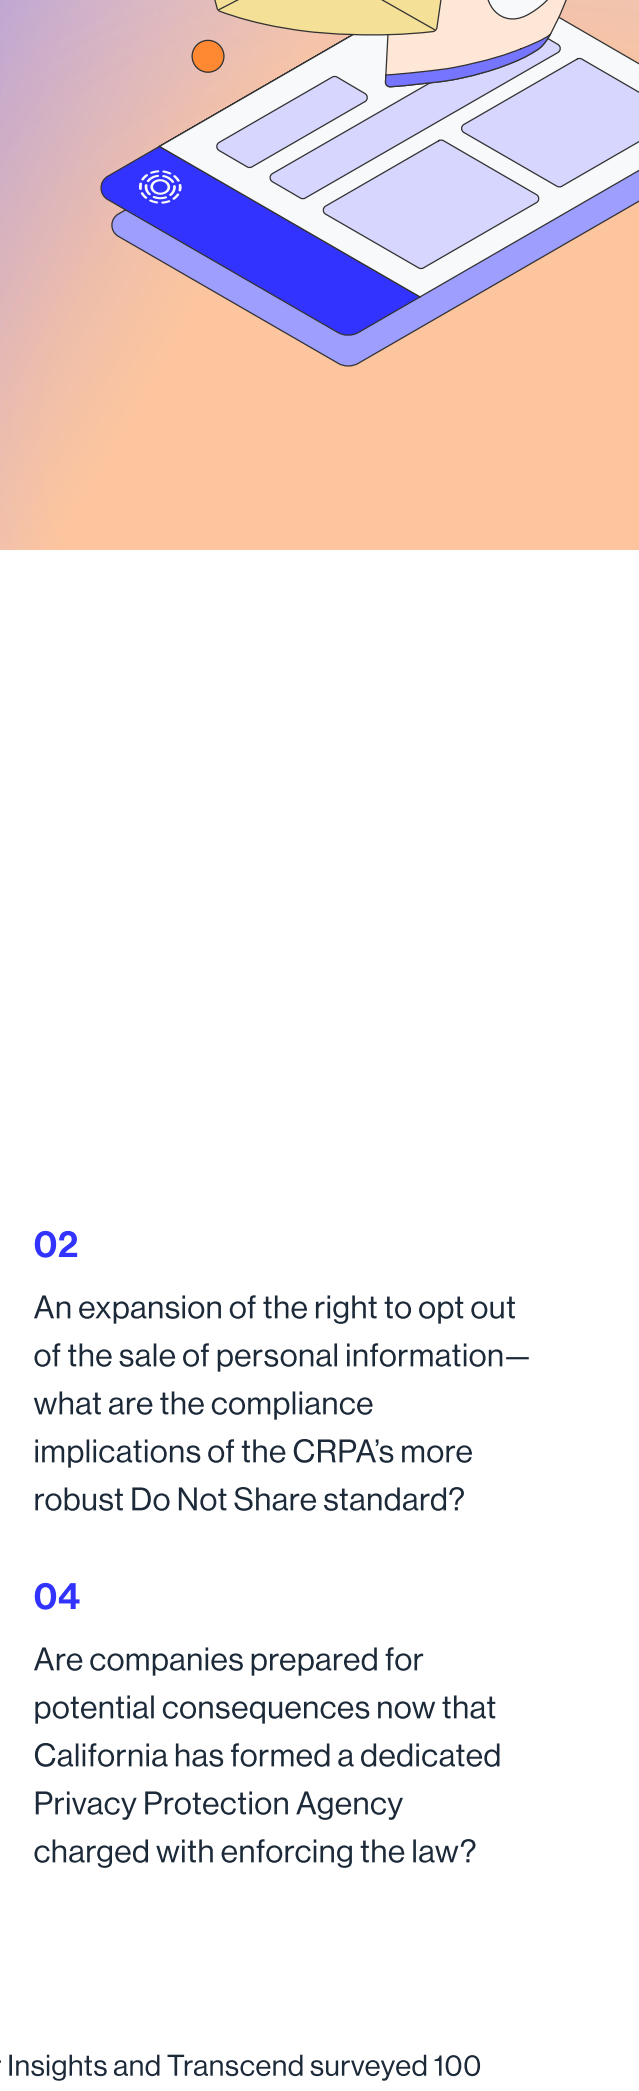 02
An expansion of the right to opt out
of the sale of personal information—
what are the compliance
implications of the CRPA’s more
robust Do Not Share standard?
04
Are companies prepared for
potential consequences now that
California has formed a dedicated
Privacy Protection Agency
charged with enforcing the law?
Insights and Transcend surveyed 100